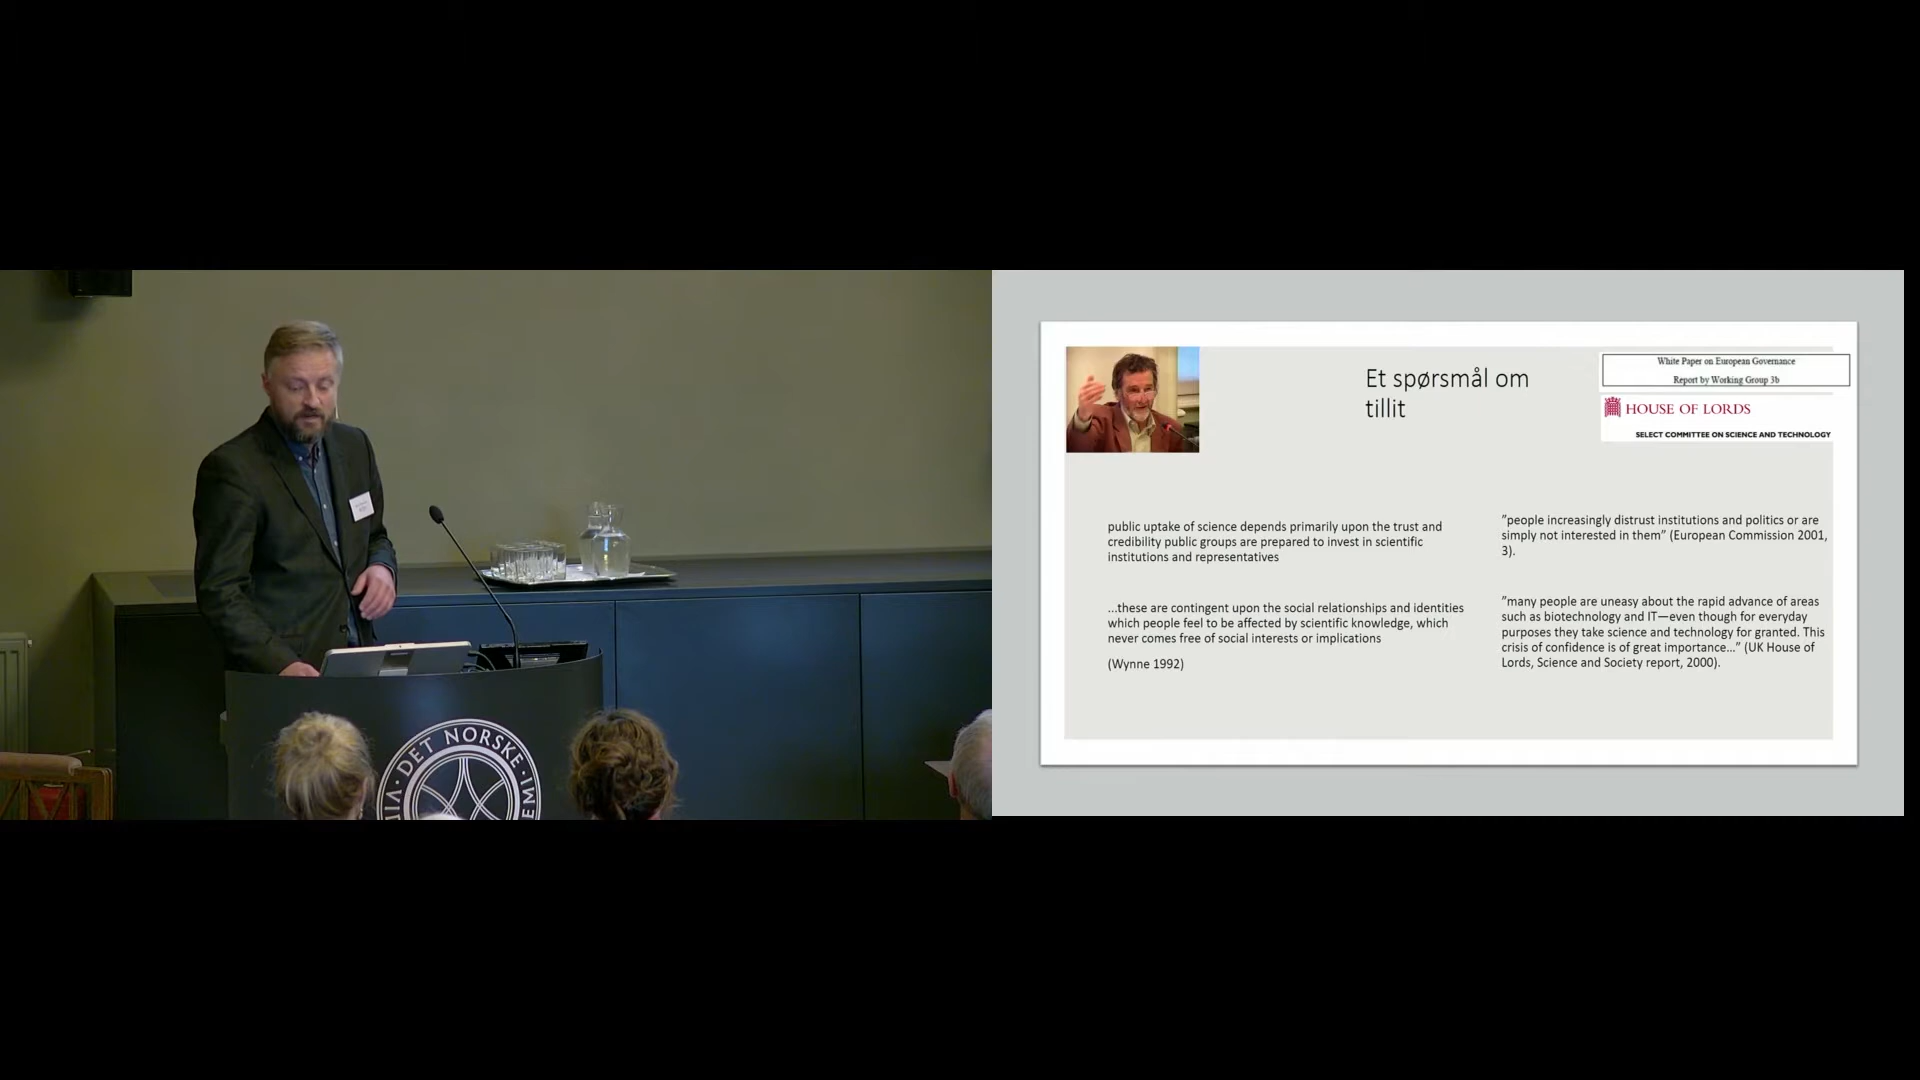 DET NORSKE
Et spørsmål om
tillit
White Paper on European Governance
Report by Working Group 3b
HOUSE OF LORDS
SELECT COMMITTEE ON SCIENCE AND TECHNOLOGY
public uptake of science depends primarily upon the trust and
credibility public groups are prepared to invest in scientific
institutions and representatives
...these are contingent upon the social relationships and identities
which people feel to be affected by scientific knowledge, which
never comes free of social interests or implications
(Wynne 1992)
"people increasingly distrust institutions and politics or are
simply not interested in them" (European Commission 2001,
3).
"many people are uneasy about the rapid advance of areas
such as biotechnology and IT—even though for everyday
purposes they take science and technology for granted. This
crisis of confidence is of great importance..." (UK House of
Lords, Science and Society report, 2000).